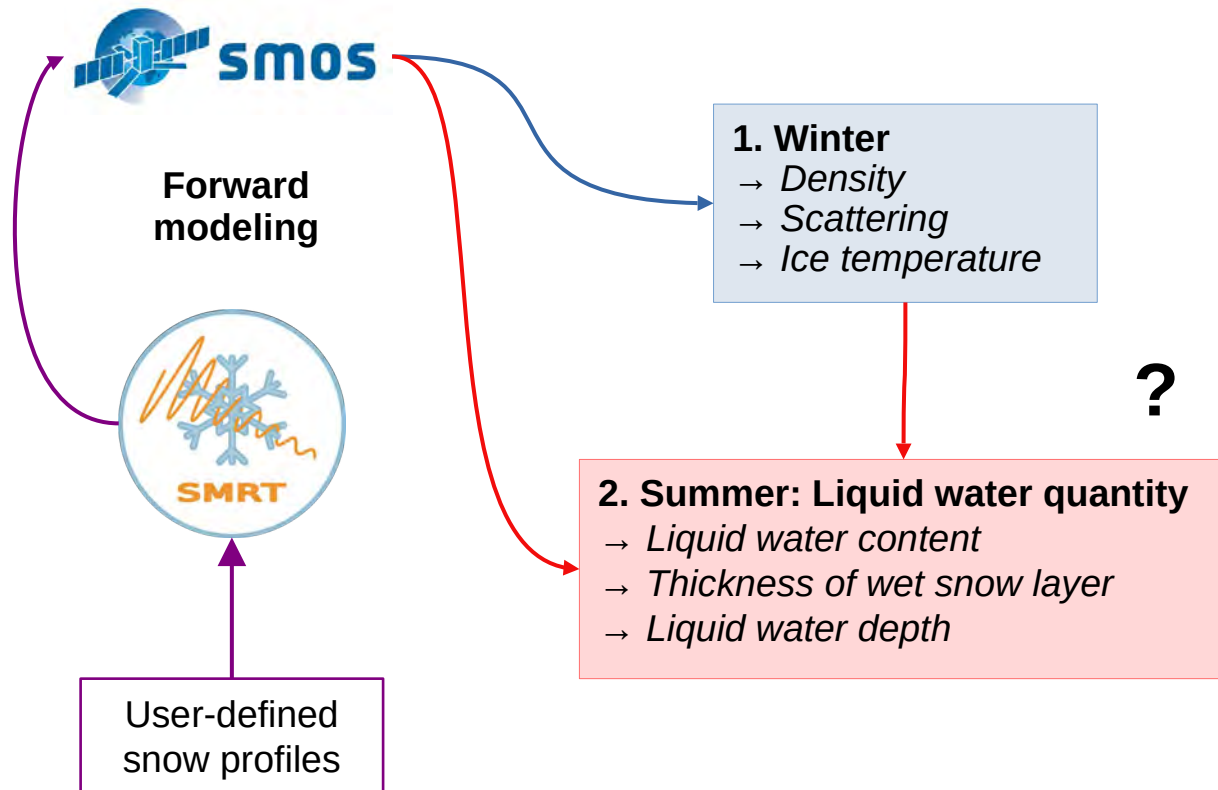 smos
Forward
modeling
SMRT
User-defined
snow profiles
1. Winter
→ Density
→ Scattering
→ Ice temperature
?
2. Summer: Liquid water quantity
→ Liquid water content
→ Thickness of wet snow layer
→ Liquid water depth